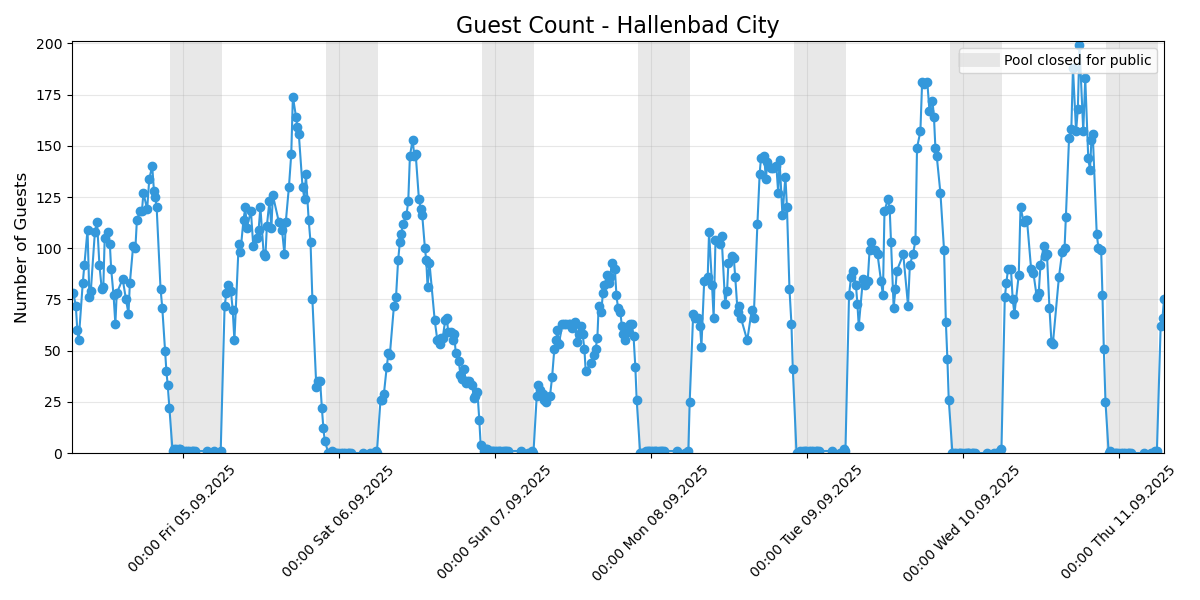 Guest Count - Hallenbad City
Pool closed for public
Number of Guests
200
175
150
125
100
75
50
25
0
00:00 Fri 05.09.2025
00:00 Sat 06.09.2025
00:00 Sun 07.09.2025
00:00 Mon 08.09.2025
00:00 Tue 09.09.2025
00:00 Wed 10.09.2025
00:00 Thu 11.09.2025